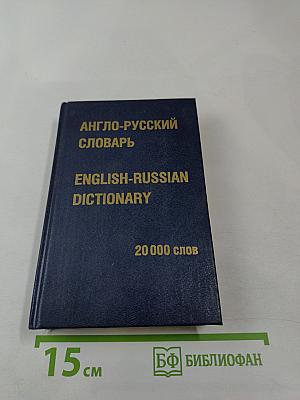 АНГЛО-РУССКИЙ
СЛОВАРЬ
ENGLISH-RUSSIAN
DICTIONARY
20 000 слов
15 см
БФ БИБЛИОФАН